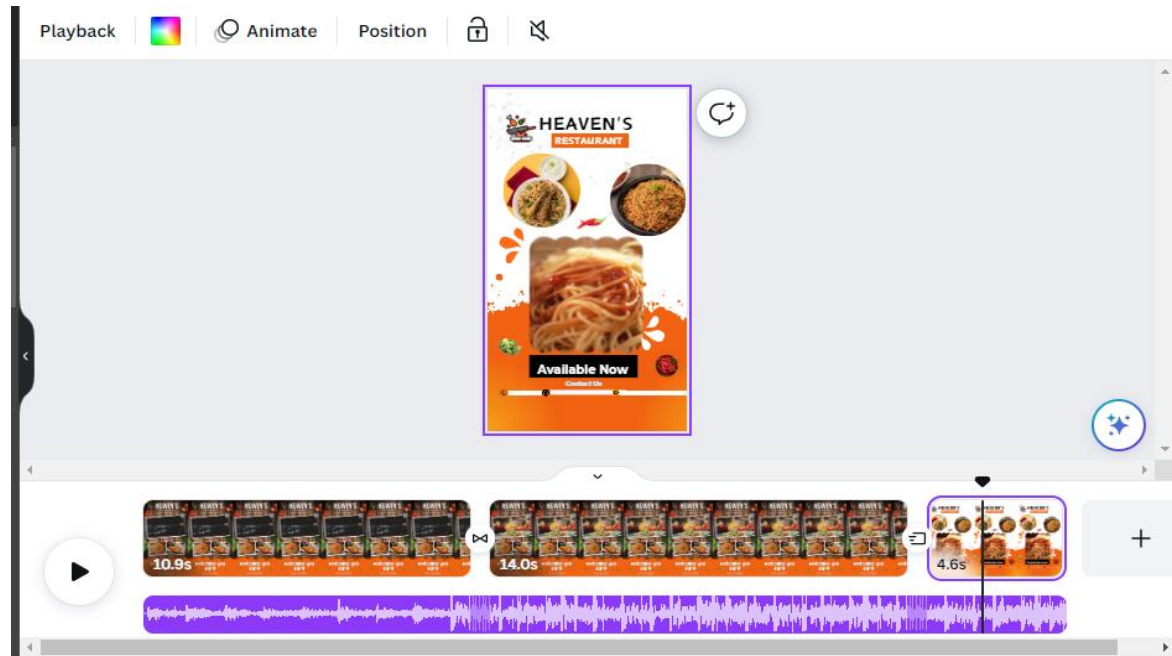 Playback Animate Position
HEAVEN'S
RESTAURANT
Available Now
Contact Us
10.9s 14.0s 4.6s